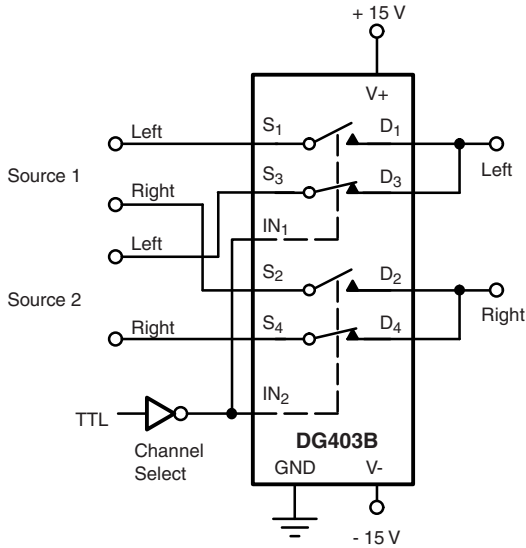 + 15 V
V+
Left
S1
D1
Source 1
Left
S3
D3
Right
IN1
Left
S2
D2
Source 2
Right
Right
S4
D4
IN2
TTL
Channel
Select
DG403B
GND
V-
- 15 V